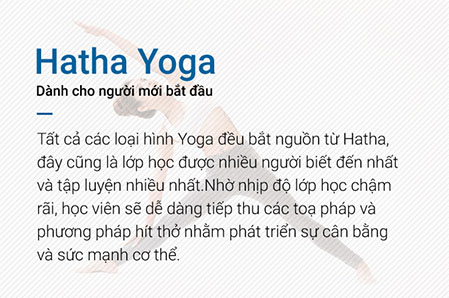 Hatha Yoga
Dành cho người mới bắt đầu
Tất cả các loại hình Yoga đều bắt nguồn từ Hatha,
đây cũng là lớp học được nhiều người biết đến nhất
và tập luyện nhiều nhất.Nhờ nhịp độ lớp học chậm
rãi, học viên sẽ dễ dàng tiếp thu các toạ pháp và
phương pháp hít thở nhằm phát triển sự cân bằng
và sức mạnh cơ thể.